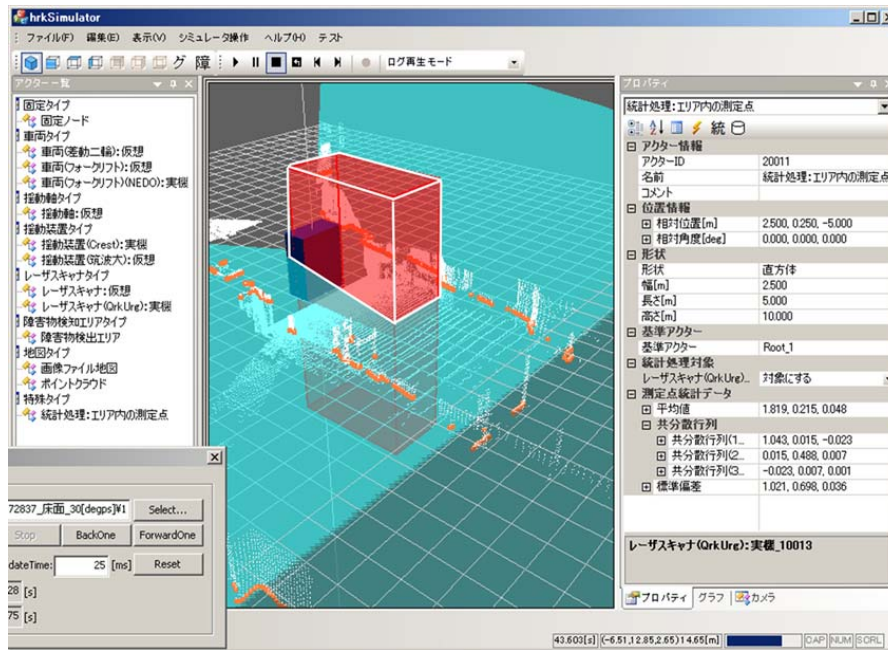 hrkSimulator
ファイル(F) 編集(E) 表示(V) シミュレータ操作 ヘルプ(H) テスト
ゲ 障 ログ再生モード
アクター一覧
固定タイプ
固定ノード
車両タイプ
車両(差動二輪):仮想
車両(フォークリフト):仮想
車両(フォークリフト)(NEDO):実機
揺動軸タイプ
揺動軸:仮想
揺動装置タイプ
揺動装置(Crest):実機
揺動装置(筑波大):仮想
レーザスキャナタイプ
レーザスキャナ:仮想
レーザスキャナ(QrkUrg):実機
障害物検知エリアタイプ
障害物検出エリア
地図タイプ
画像ファイル地図
ポイントクラウド
特殊タイプ
統計処理:エリア内の測定点
72837_床面_30[degps]¥1 Select...
Stop BackOne ForwardOne
dateTime: 25 [ms] Reset
28 [s]
75 [s]
プロパティ
統計処理:エリア内の測定点
統
アクター情報
アクターID 20011
名前 統計処理:エリア内の測定点
コメント
位置情報
相対位置[m] 2.500, 0.250, -5.000
相対角度[deg] 0.000, 0.000, 0.000
形状
形状 直方体
幅[m] 2.500
長さ[m] 5.000
高さ[m] 10.000
基準アクター
基準アクター Root_1
統計処理対象
レーザスキャナ(QrkUrg)... 対象にする
測定点統計データ
平均値 1.819, 0.215, 0.048
共分散行列
共分散行列(1... 1.043, 0.015, -0.023
共分散行列(2... 0.015, 0.488, 0.007
共分散行列(3... -0.023, 0.007, 0.001
標準偏差 1.021, 0.698, 0.036
レーザスキャナ(QrkUrg):実機_10013
プロパティ グラフ カメラ
43.603[s] (-6.51,12.85,2.65)14.65[m] CAP NUM SCRL